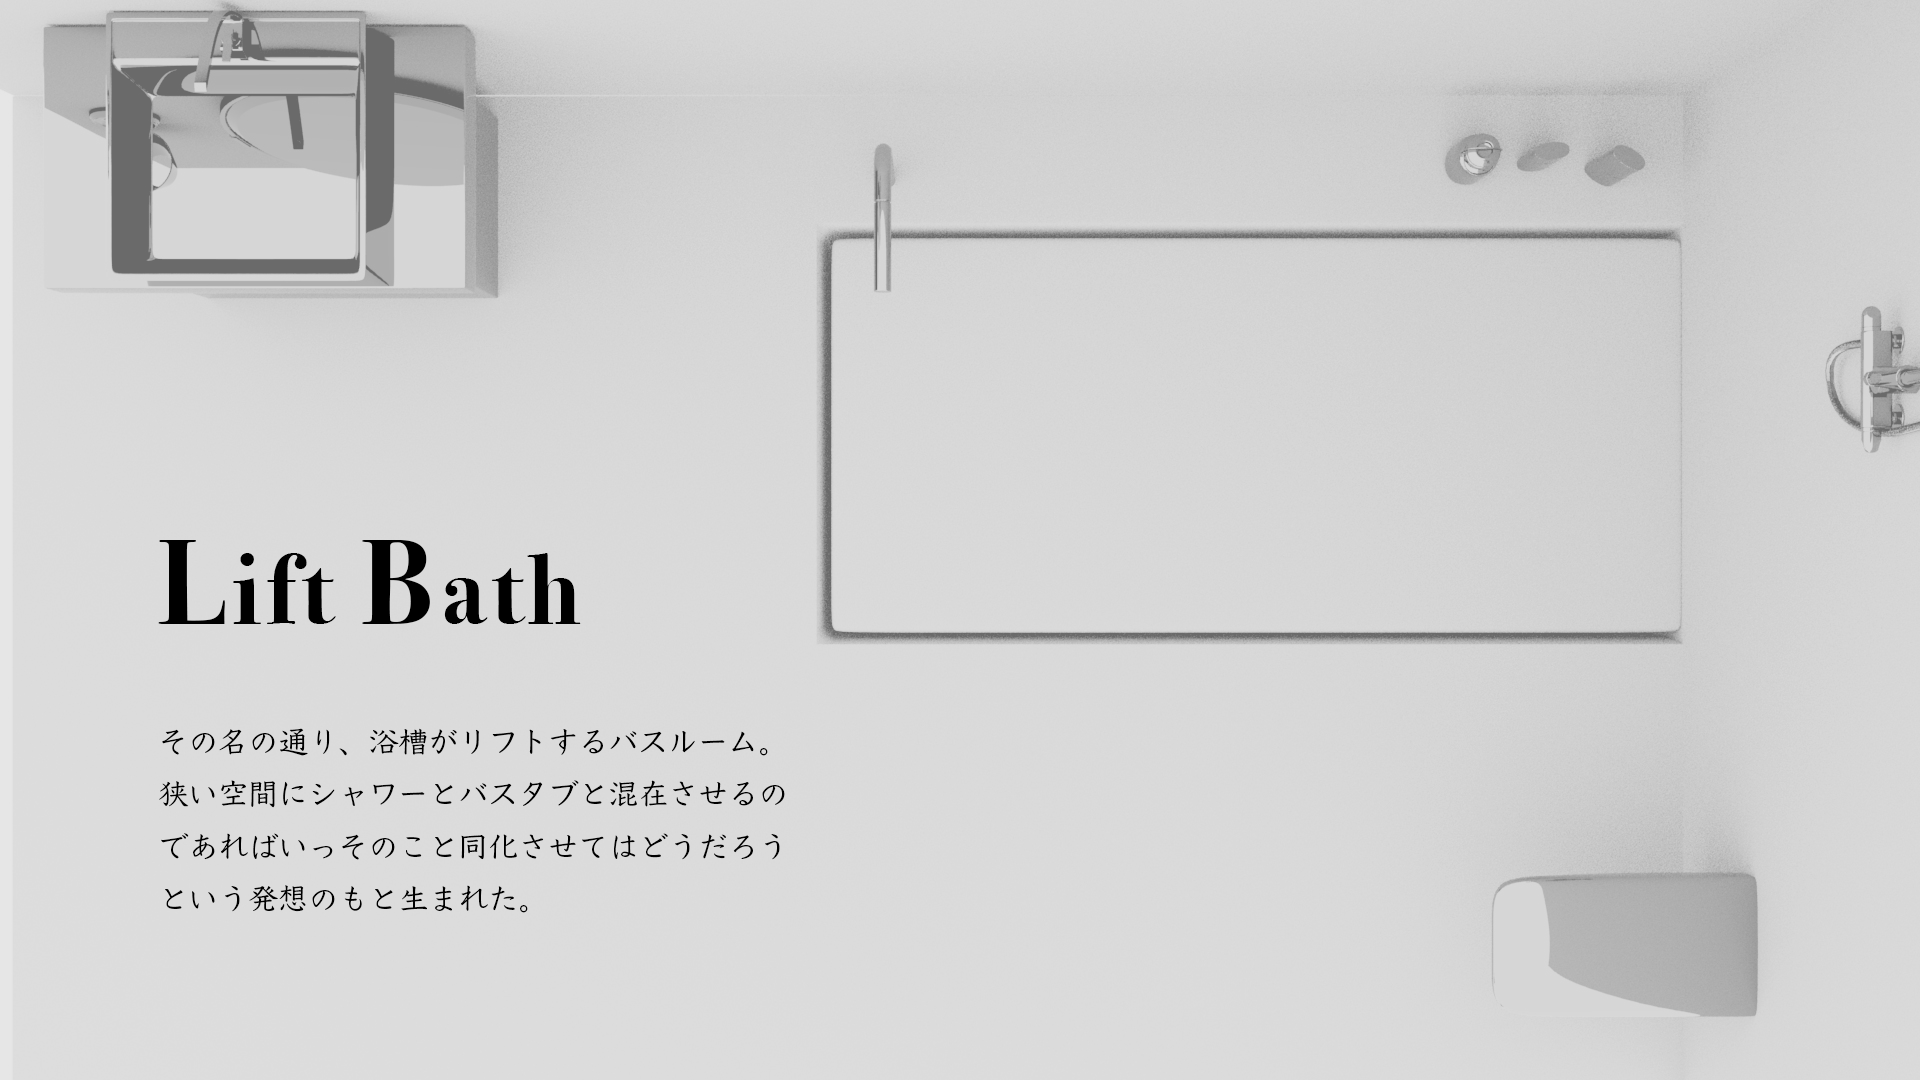 Lift Bath
その名の通り、浴槽がリフトするバスルーム。
狭い空間にシャワーとバスタブと混在させるの
であればいっそのこと同化させてはどうだろう
という発想のもと生まれた。